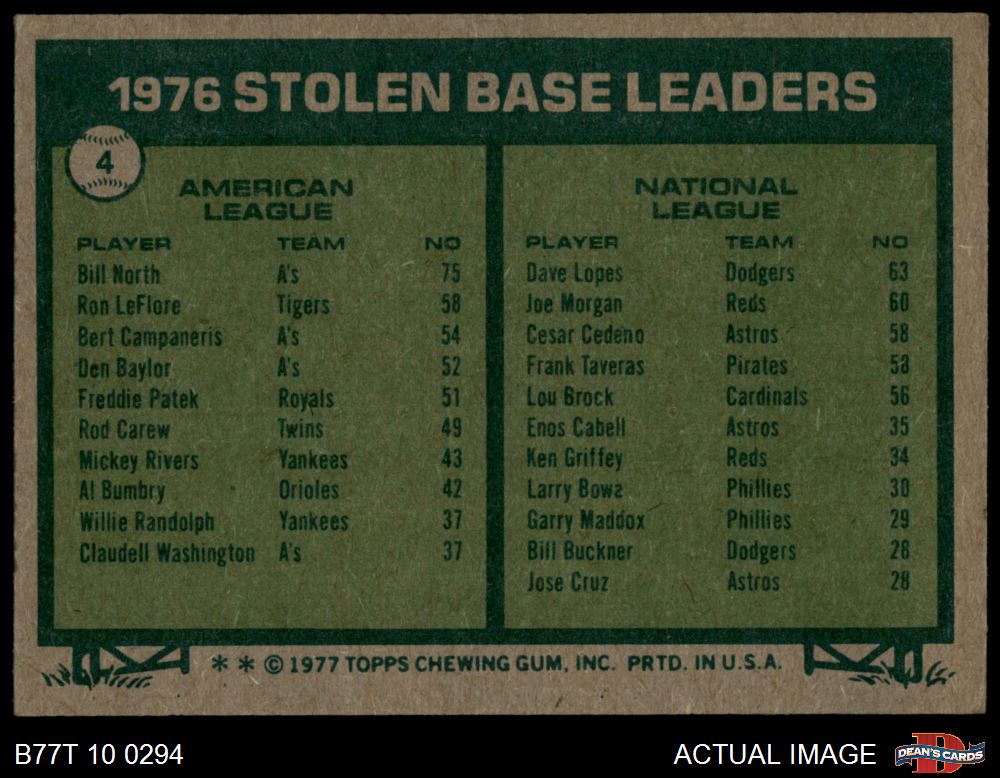 1976 STOLEN BASE LEADERS
4
AMERICAN
LEAGUE
PLAYER TEAM NO
Bill North A's 75
Ron LeFlore Tigers 58
Bert Campaneris A's 54
Don Baylor A's 52
Freddie Patek Royals 51
Rod Carew Twins 49
Mickey Rivers Yankees 43
Al Bumbry Orioles 42
Willie Randolph Yankees 37
Claudell Washington A's 37
NATIONAL
LEAGUE
PLAYER TEAM NO
Dave Lopes Dodgers 63
Joe Morgan Reds 60
Cesar Cedeno Astros 58
Frank Taveras Pirates 58
Lou Brock Cardinals 56
Enos Cabell Astros 35
Ken Griffey Reds 34
Larry Bowa Phillies 30
Garry Maddox Phillies 29
Bill Buckner Dodgers 28
Jose Cruz Astros 28
* * © 1977 TOPPS CHEWING GUM, INC. PRTD. IN U.S.A.
B77T 10 0294
ACTUAL IMAGE
DEAN'S CARDS